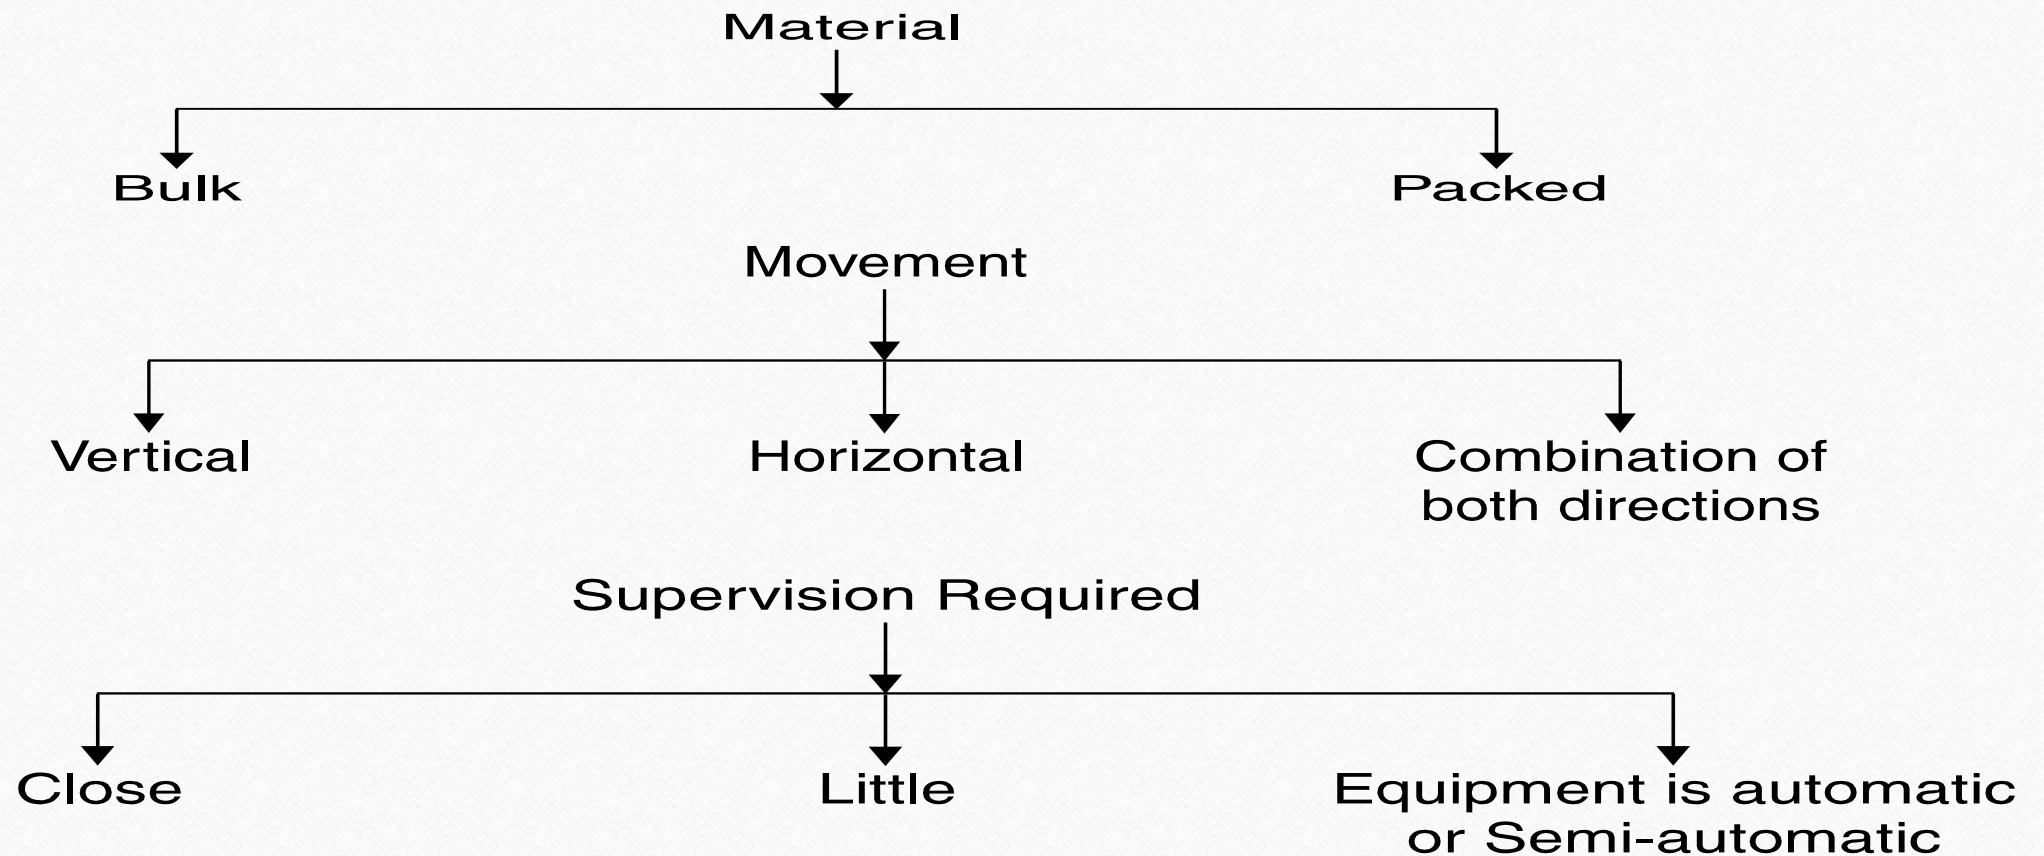 Material
Bulk
Packed
Movement
Vertical
Horizontal
Combination of
both directions
Supervision Required
Close
Little
Equipment is automatic
or Semi-automatic